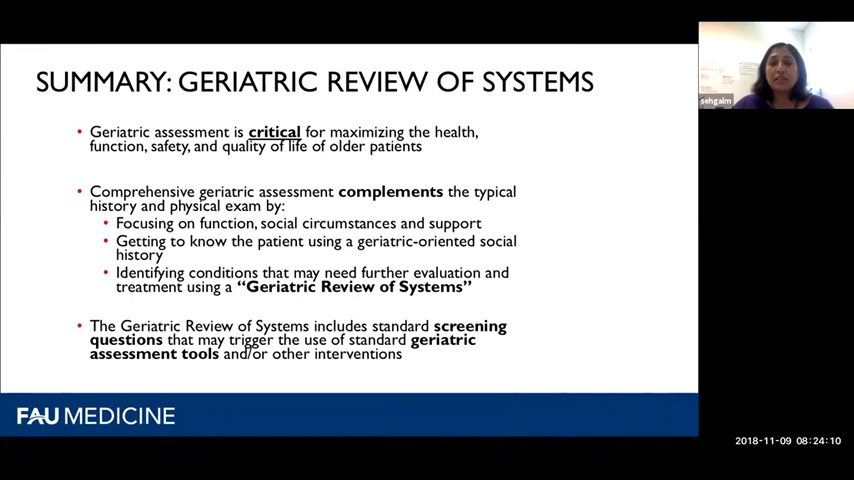 SUMMARY: GERIATRIC REVIEW OF SYSTEMS
sehgalm
• Geriatric assessment is critical for maximizing the health,
function, safety, and quality of life of older patients
• Comprehensive geriatric assessment complements the typical
history and physical exam by:
• Focusing on function, social circumstances and support
• Getting to know the patient using a geriatric-oriented social
history
• Identifying conditions that may need further evaluation and
treatment using a “Geriatric Review of Systems”
• The Geriatric Review of Systems includes standard screening
questions that may trigger the use of standard geriatric
assessment tools and/or other interventions
FAU MEDICINE
2018-11-09 08:24:10